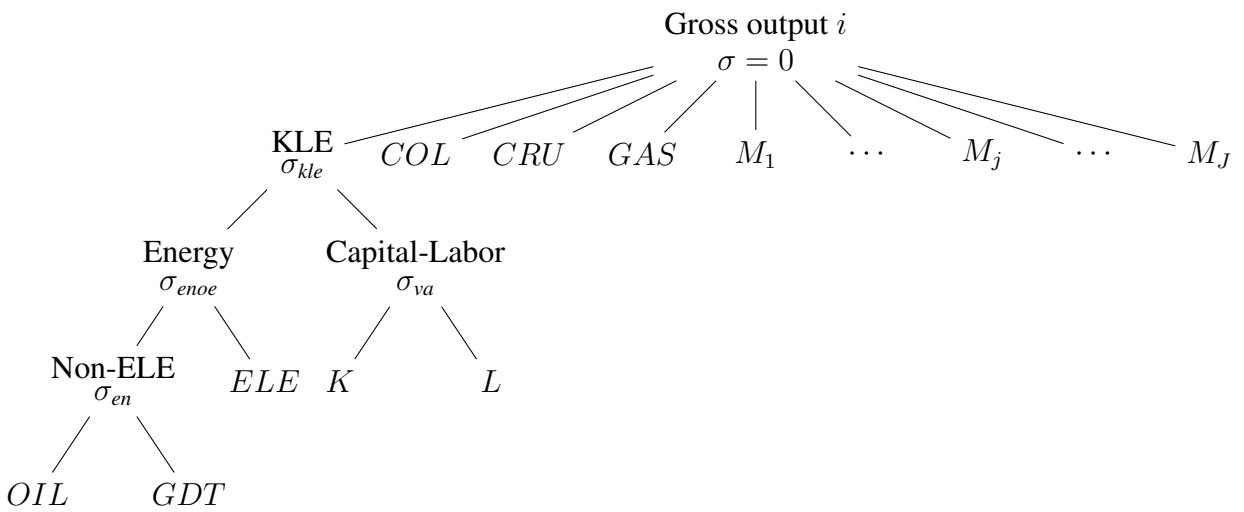 Gross output i
σ = 0
KLE
σkle
COL CRU GAS M1 ··· Mj ··· MJ
Energy
σenoe
Capital-Labor
σva
Non-ELE
σen
ELE K L
OIL GDT